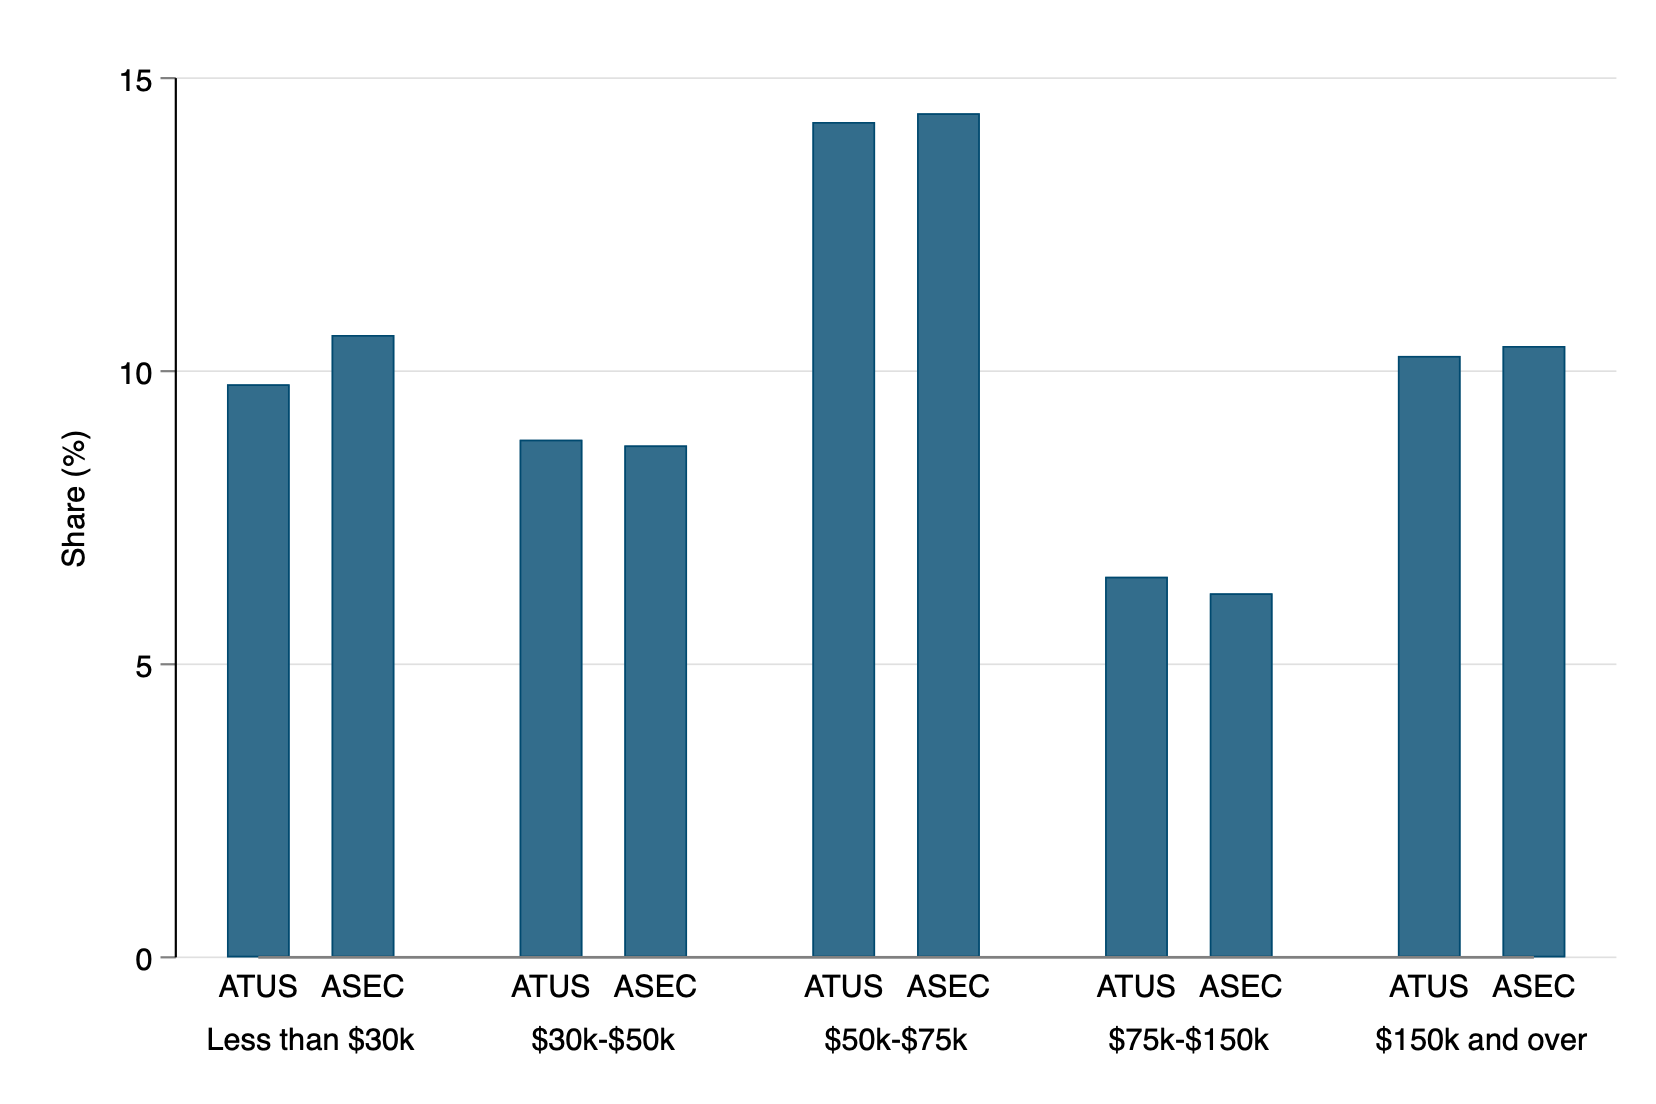 15
10
5
0
Share (%)
ATUS ASEC ATUS ASEC ATUS ASEC ATUS ASEC ATUS ASEC
Less than $30k $30k-$50k $50k-$75k $75k-$150k $150k and over